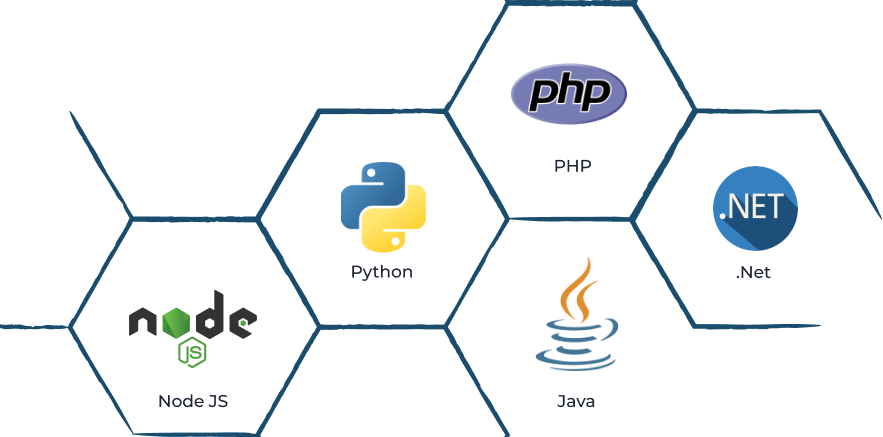 php
PHP
.NET
.Net
Python
node
JS
Node JS
Java